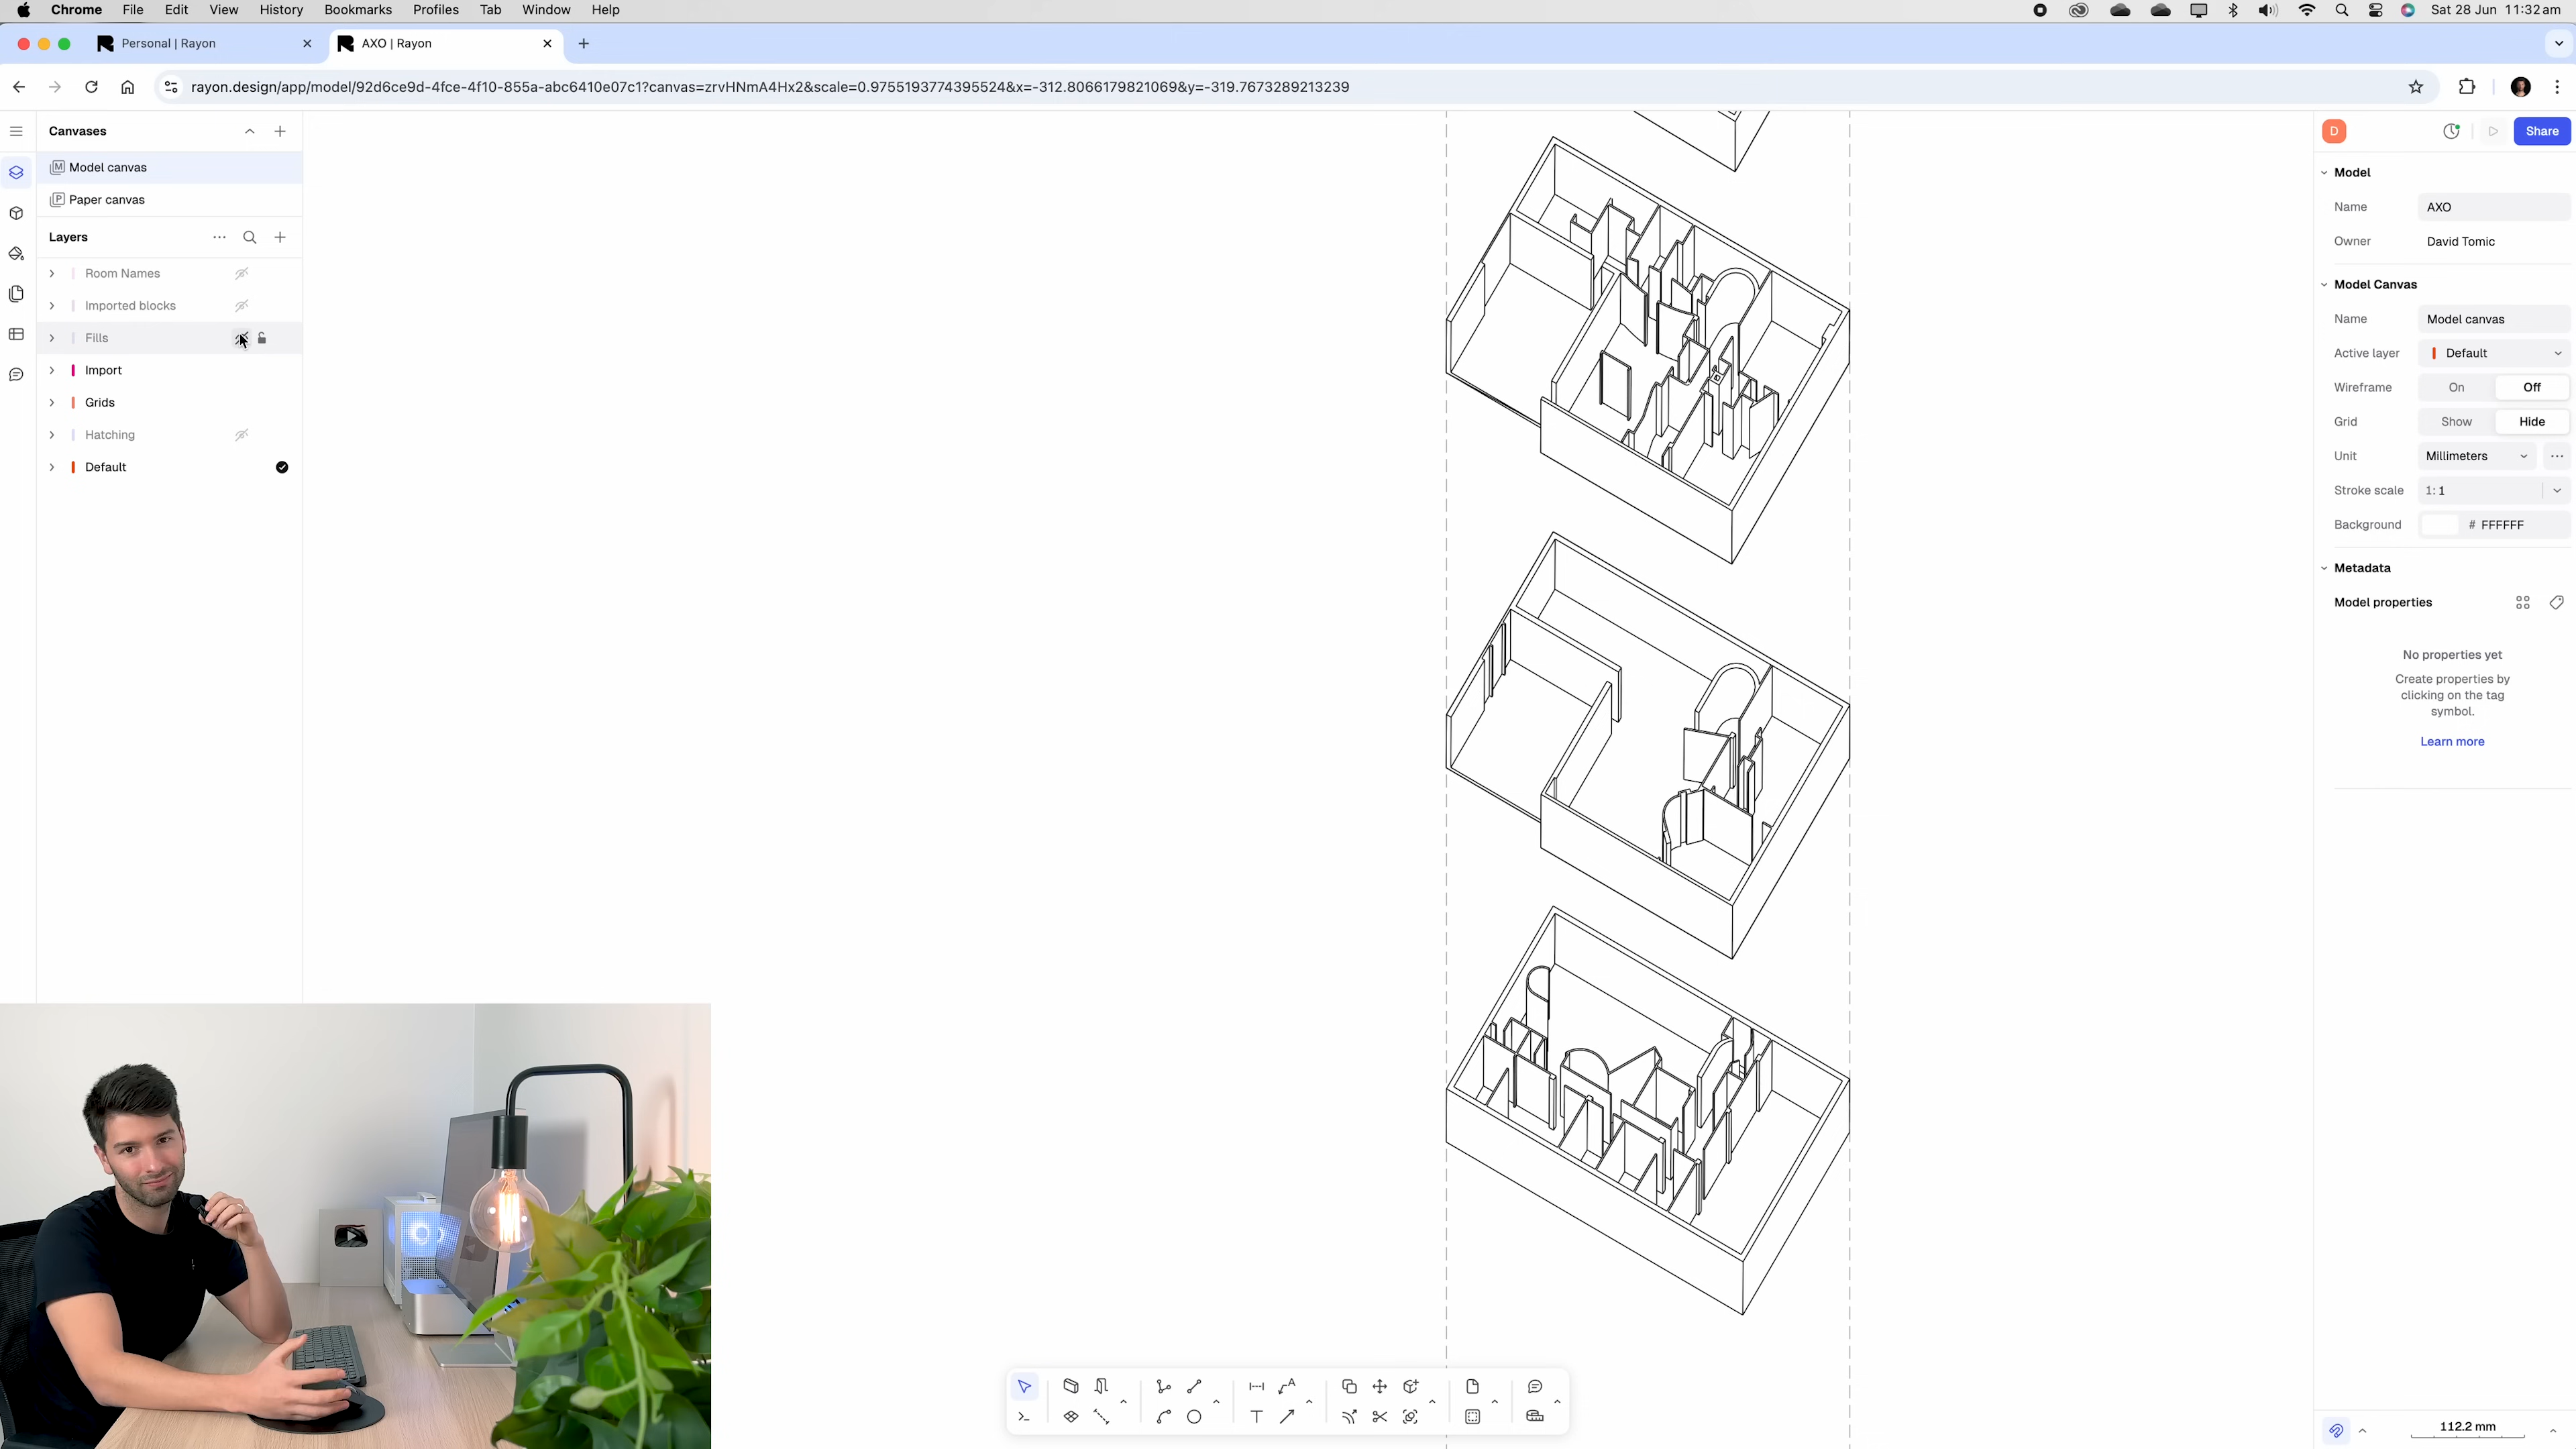 Chrome File Edit View History Bookmarks Profiles Tab Window Help
Sat 28 Jun 11:32 am
Personal | Rayon
AXO | Rayon
rayon.design/app/model/92d6ce9d-4fce-4f10-855a-abc6410e07c1?canvas=zrvHNmA4Hx2&scale=0.9755193774395524&x=-312.8066179821069&y=-319.7673289213239
Canvases
M Model canvas
P Paper canvas
Layers
Room Names
Imported blocks
Fills
Import
Grids
Hatching
Default
D
Share
Model
Name AXO
Owner David Tomic
Model Canvas
Name Model canvas
Active layer Default
Wireframe On Off
Grid Show Hide
Unit Millimeters
Stroke scale 1: 1
Background # FFFFFF
Metadata
Model properties
No properties yet
Create properties by
clicking on the tag
symbol.
Learn more
112.2 mm